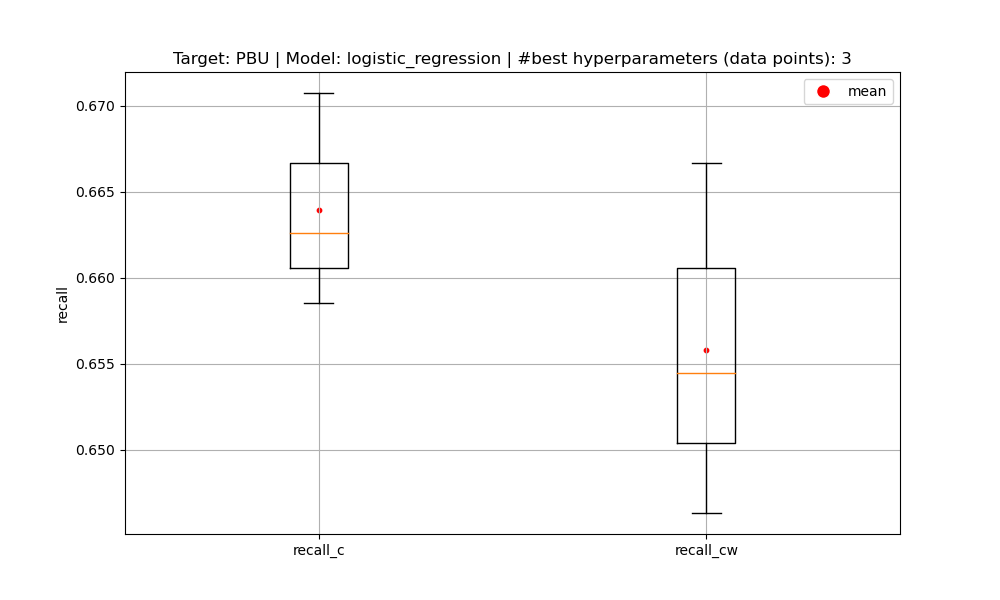 Target: PBU | Model: logistic_regression | #best hyperparameters (data points): 3
mean
0.670
0.665
0.660
0.655
0.650
recall
recall_c
recall_cw